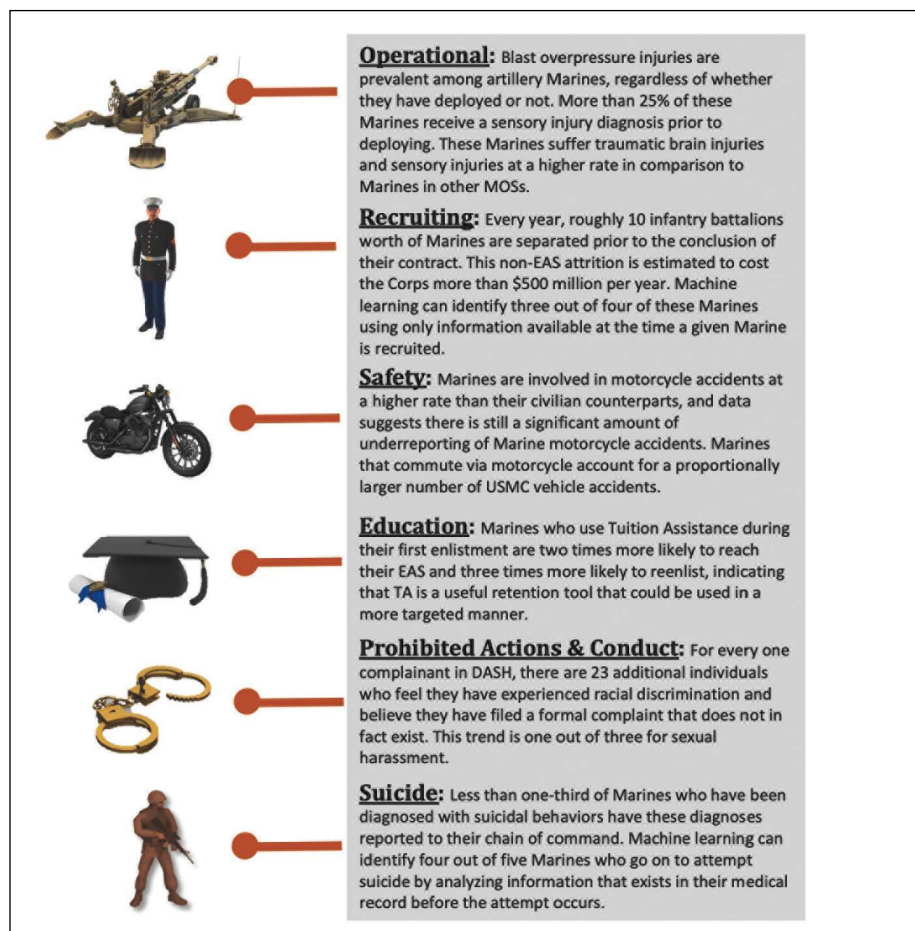 Operational: Blast overpressure injuries are
prevalent among artillery Marines, regardless of whether
they have deployed or not. More than 25% of these
Marines receive a sensory injury diagnosis prior to
deploying. These Marines suffer traumatic brain injuries
and sensory injuries at a higher rate in comparison to
Marines in other MOSs.
Recruiting: Every year, roughly 10 infantry battalions
worth of Marines are separated prior to the conclusion of
their contract. This non-EAS attrition is estimated to cost
the Corps more than $500 million per year. Machine
learning can identify three out of four of these Marines
using only information available at the time a given Marine
is recruited.
Safety: Marines are involved in motorcycle accidents at
a higher rate than their civilian counterparts, and data
suggests there is still a significant amount of
underreporting of Marine motorcycle accidents. Marines
that commute via motorcycle account for a proportionally
larger number of USMC vehicle accidents.
Education: Marines who use Tuition Assistance during
their first enlistment are two times more likely to reach
their EAS and three times more likely to reenlist, indicating
that TA is a useful retention tool that could be used in a
more targeted manner.
Prohibited Actions & Conduct: For every one
complainant in DASH, there are 23 additional individuals
who feel they have experienced racial discrimination and
believe they have filed a formal complaint that does not in
fact exist. This trend is one out of three for sexual
harassment.
Suicide: Less than one-third of Marines who have been
diagnosed with suicidal behaviors have these diagnoses
reported to their chain of command. Machine learning can
identify four out of five Marines who go on to attempt
suicide by analyzing information that exists in their medical
record before the attempt occurs.